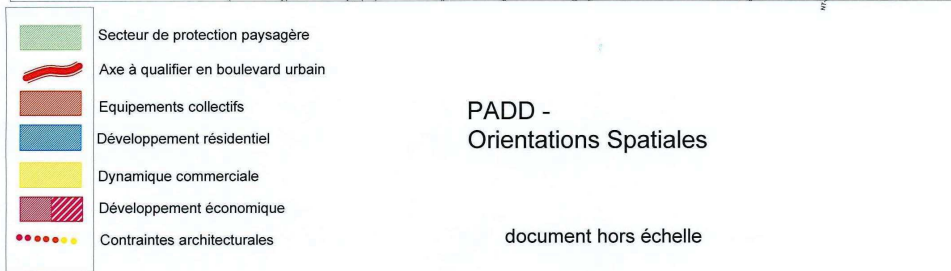 Secteur de protection paysagère
Axe à qualifier en boulevard urbain
Equipements collectifs
Développement résidentiel
Dynamique commerciale
Développement économique
Contraintes architecturales
PADD -
Orientations Spatiales
document hors échelle